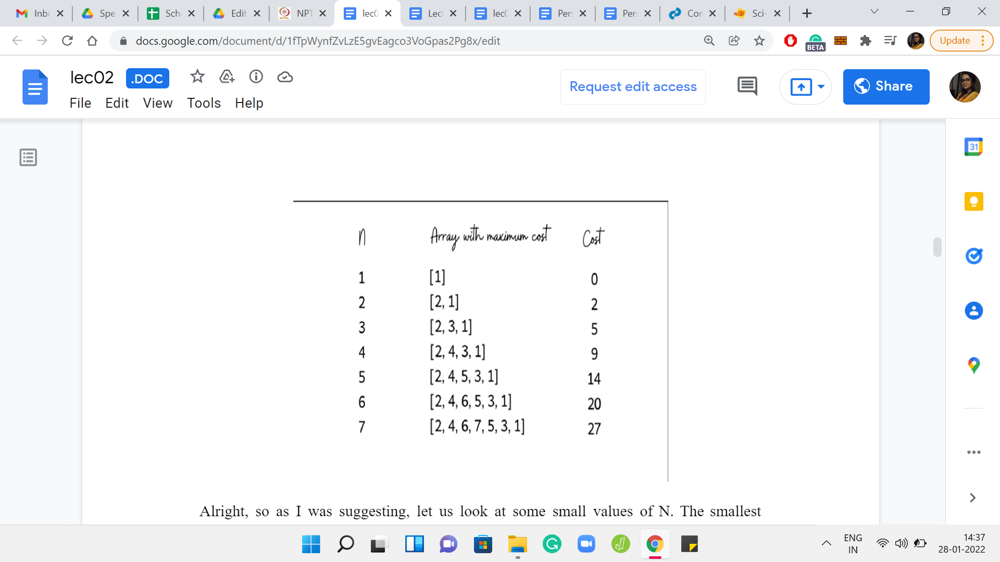 Inbc
Spe
Sch
Edit
NPT
lec0
Lec
lec0
Pers
Pers
Con
Sci-
docs.google.com/document/d/1fTpWynfZvLzE5gvEagco3VoGpas2Pg8x/edit
BETA
Update
lec02 .DOC
File Edit View Tools Help
Request edit access
Share
31
n Array with maximum cost Cost
1 [1] 0
2 [2, 1] 2
3 [2, 3, 1] 5
4 [2, 4, 3, 1] 9
5 [2, 4, 5, 3, 1] 14
6 [2, 4, 6, 5, 3, 1] 20
7 [2, 4, 6, 7, 5, 3, 1] 27
Alright, so as I was suggesting, let us look at some small values of N. The smallest
ENG
IN
14:37
28-01-2022